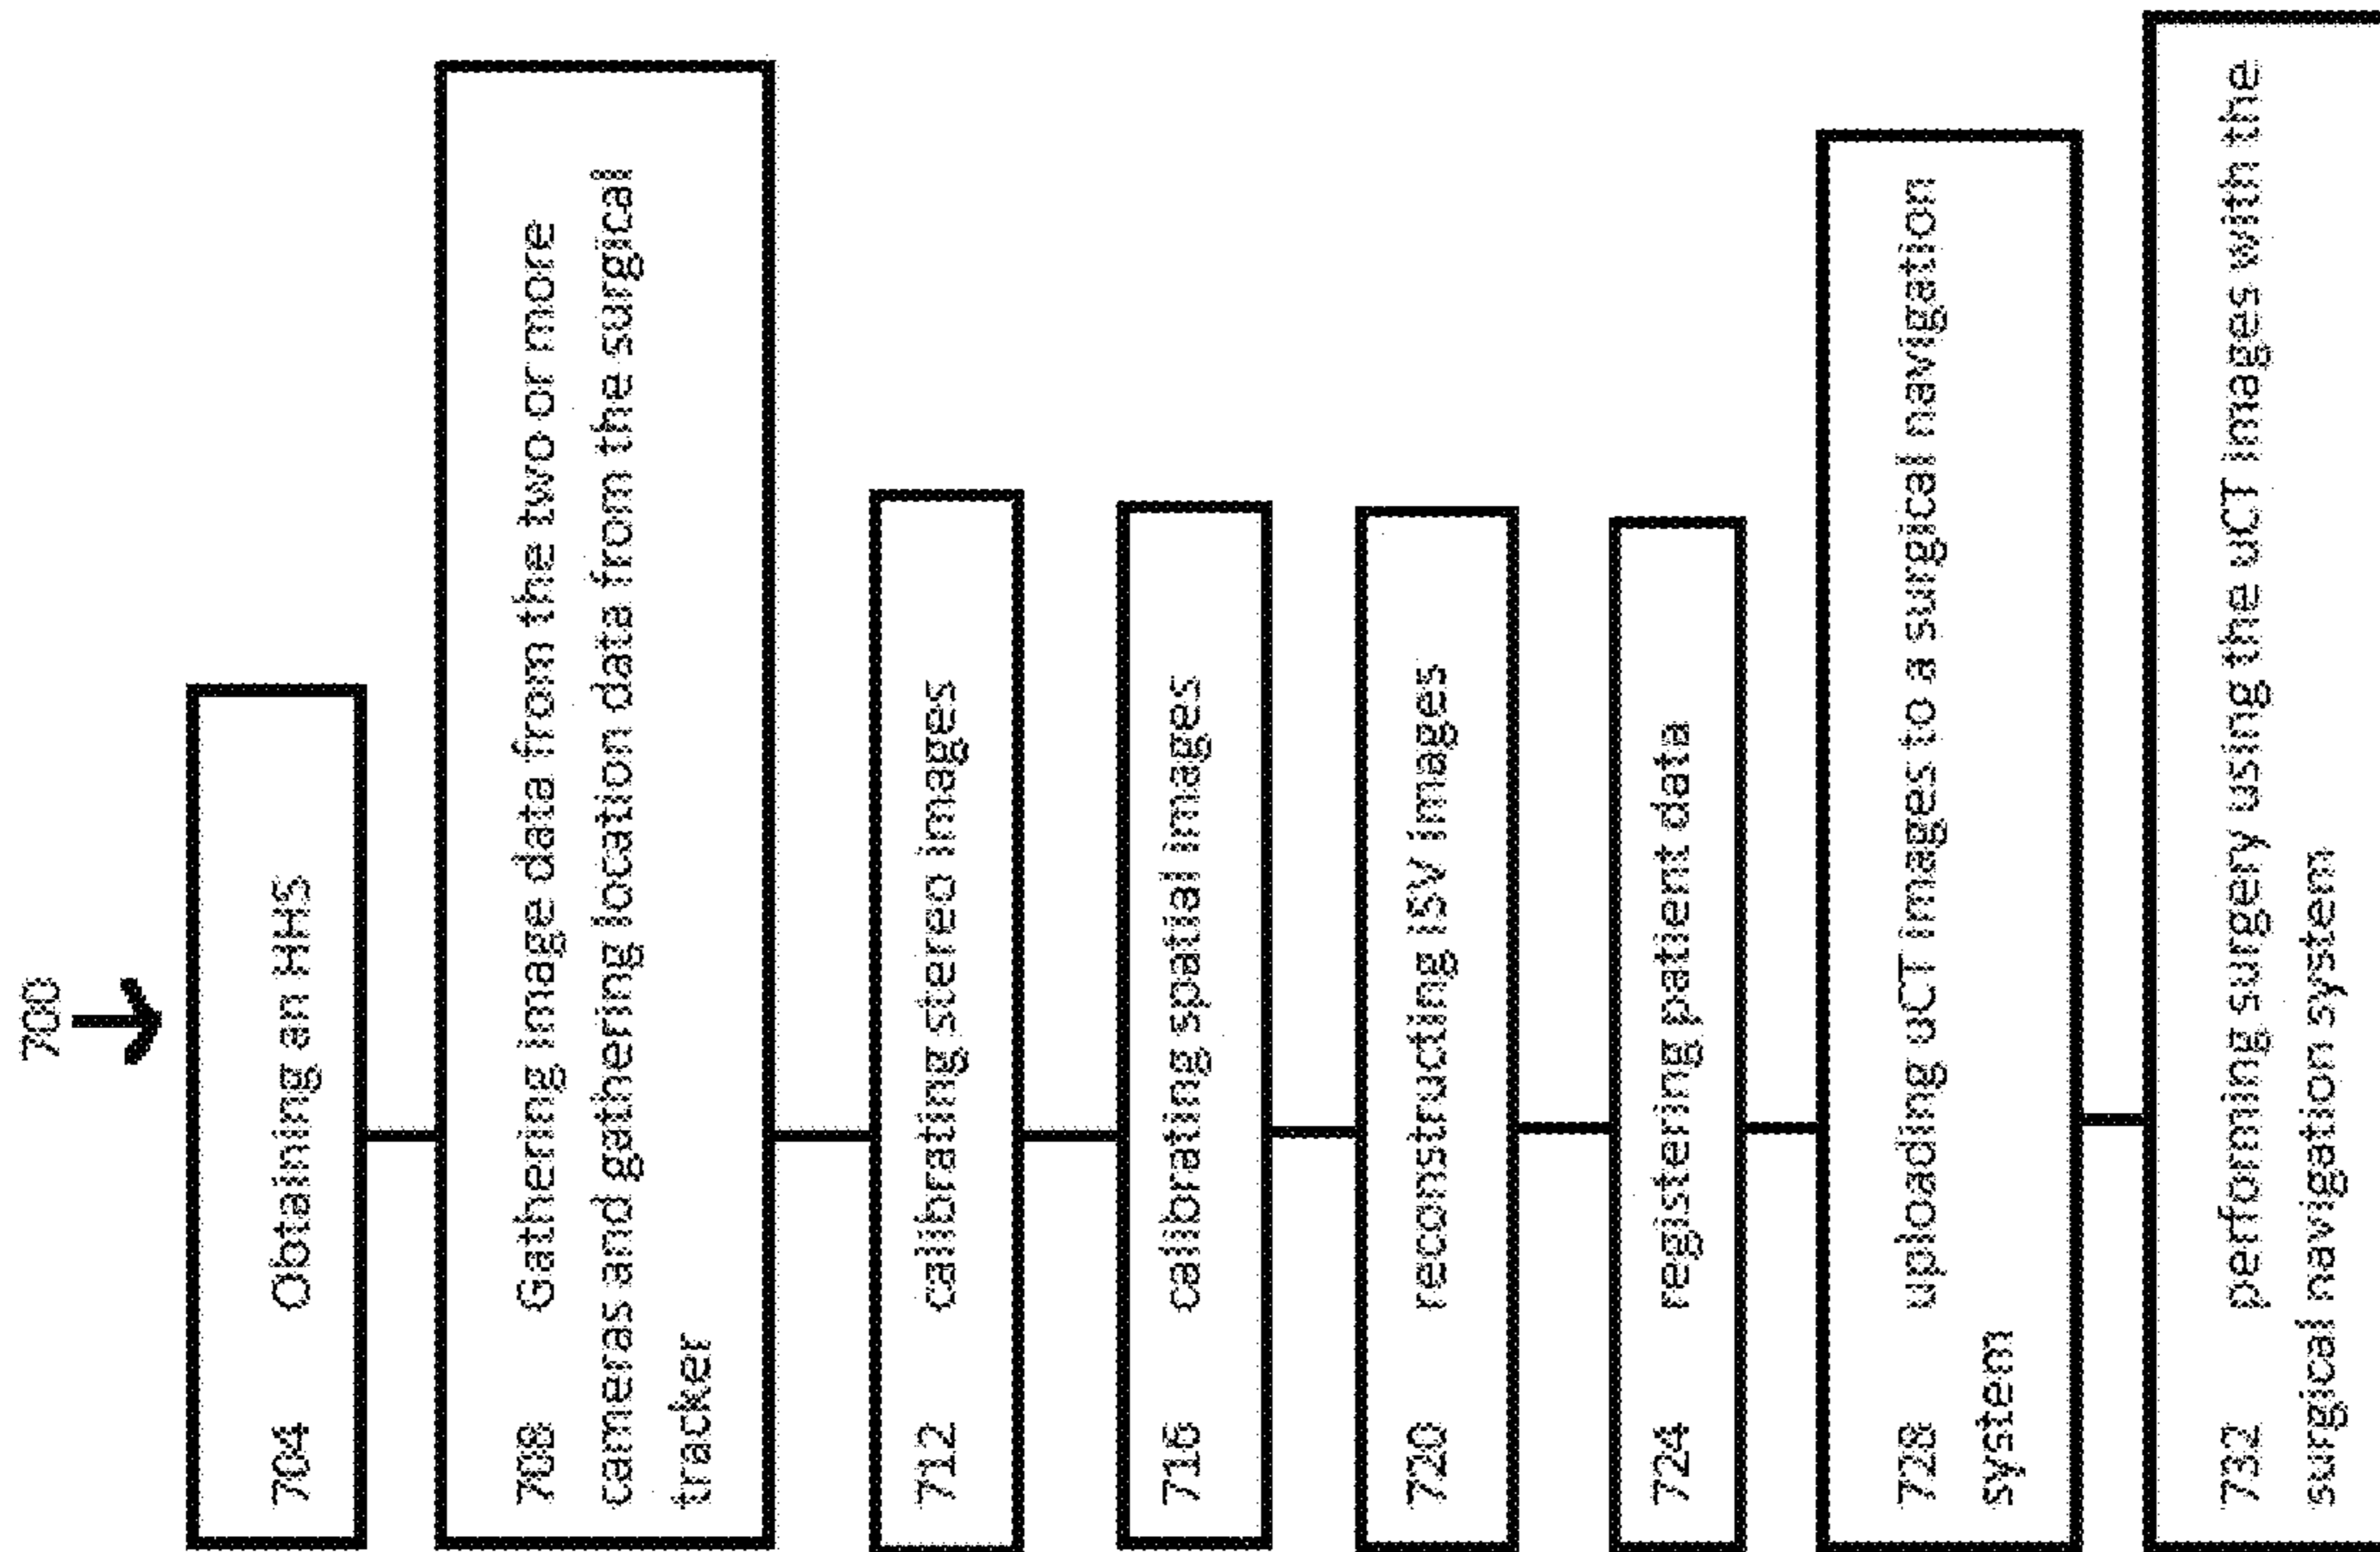 700
704 Obtaining an HHS
708 Gathering image data from the two or more
cameras and gathering location data from the surgical
tracker
712 calibrating stereo images
716 calibrating spatial images
720 reconstructing iSV images
724 registering patient data
728 uploading uCT images to a surgical navigation
system
732 performing surgery using the uCT images with the
surgical navigation system